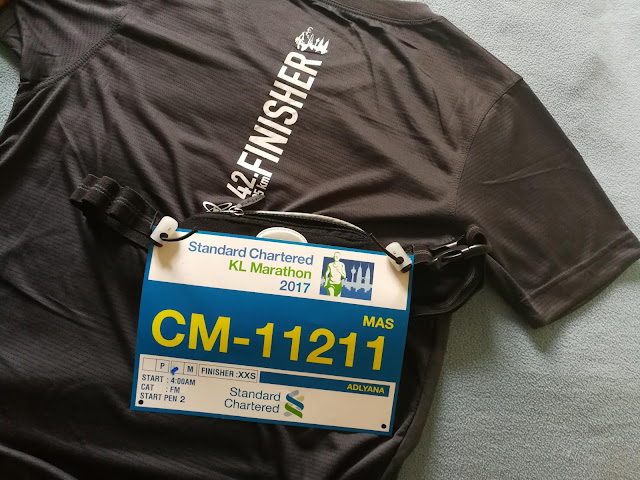 42.
FINISHER
km
Standard Chartered
KL Marathon
2017
MAS
CM-11211
P M FINISHER :XXS
ADLYANA
START : 4:00AM
CAT : FM
START PEN 2
Standard
Chartered